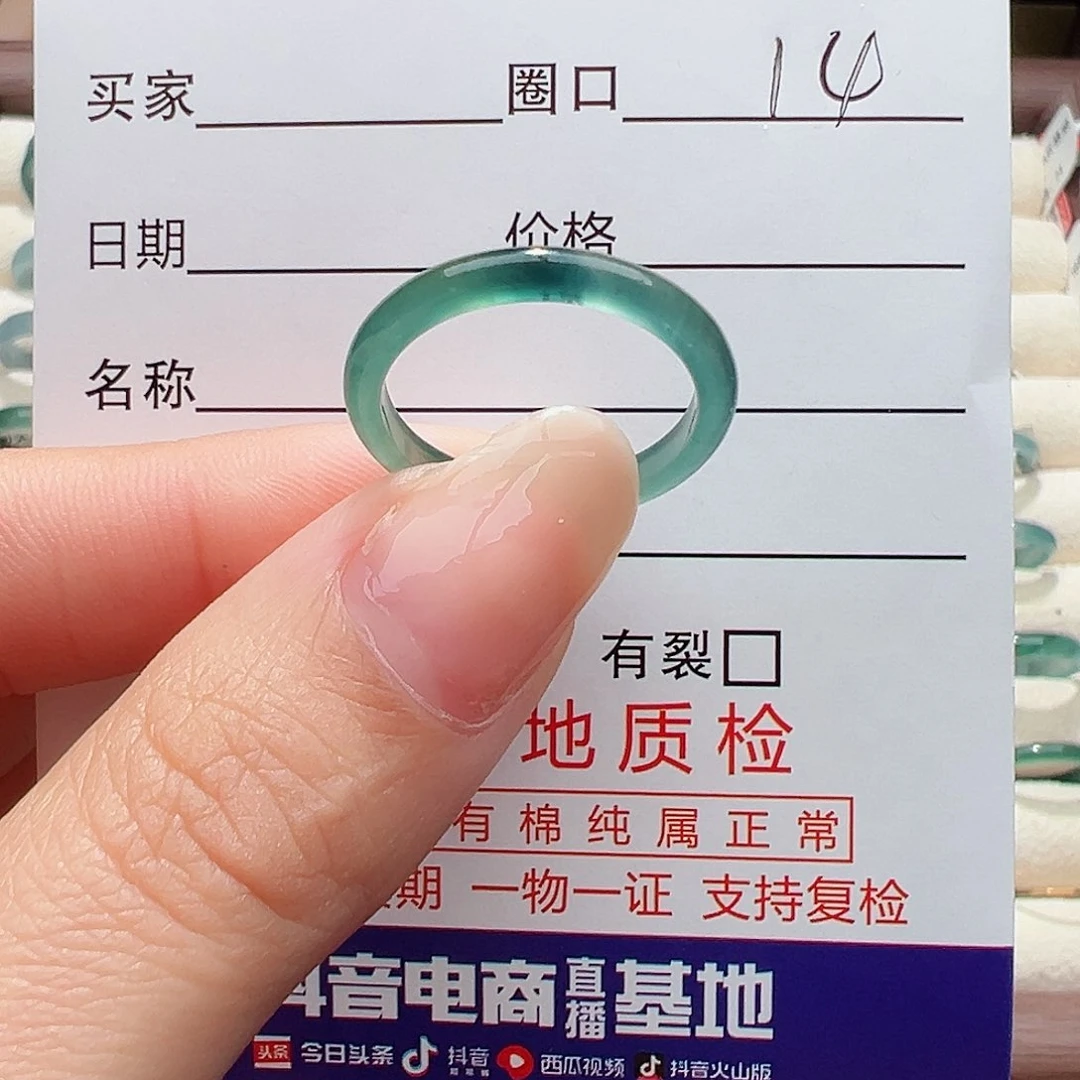 买家 圈口 14
日期 价格
名称
有裂□
地质检
有棉纯属正常
期 一物一证 支持复检
抖音电商直播基地
头条 今日头条 抖音 西瓜视频 抖音火山版